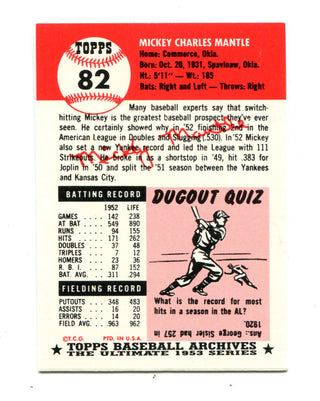 TOPPS
82
MICKEY CHARLES MANTLE
Home: Commerce, Okla.
Born: Oct. 20, 1931, Spavinaw, Okla.
Ht.: 5'11" — Wt.: 185
Bats: Right and Left — Throws: Right
Many baseball experts say that switch-
hitting Mickey is the greatest baseball prospect they've ever
seen. He certainly showed why in '52 finishing 2nd in the
American League in Doubles and Slugging (.530). In '52 Mickey
also set a new Yankee record and led the League with 111
Strikeouts. He broke in as a shortstop in '49, hit .383 for
Joplin in '50 and split the '51 season between the Yankees
and Kansas City.
Mickey Mantle
BATTING RECORD
1952 LIFE
GAMES 142 238
AT BAT 549 890
RUNS 94 155
HITS 171 262
DOUBLES 37 48
TRIPLES 7 12
HOMERS 23 36
R. B. I. 87 152
BATTING AVG. .311 .294
FIELDING RECORD
PUTOUTS 348 483
ASSISTS 16 20
ERRORS 14 20
FIELD AVG. .963 .962
©T.C.G. PTD. IN U.S.A.
DUGOUT QUIZ
What is the record for most
hits in a season in the AL?
Ans.: George Sisler had 257 in
1920.
★ TOPPS BASEBALL ARCHIVES ★
THE ULTIMATE 1953 SERIES